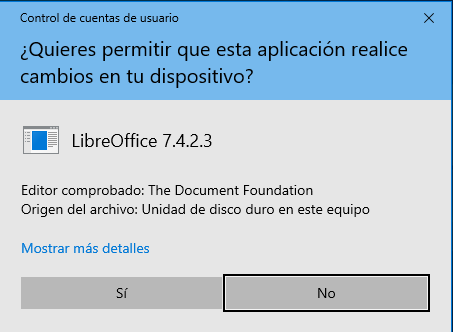 Control de cuentas de usuario
¿Quieres permitir que esta aplicación realice
cambios en tu dispositivo?
LibreOffice 7.4.2.3
Editor comprobado: The Document Foundation
Origen del archivo: Unidad de disco duro en este equipo
Mostrar más detalles
Sí
No